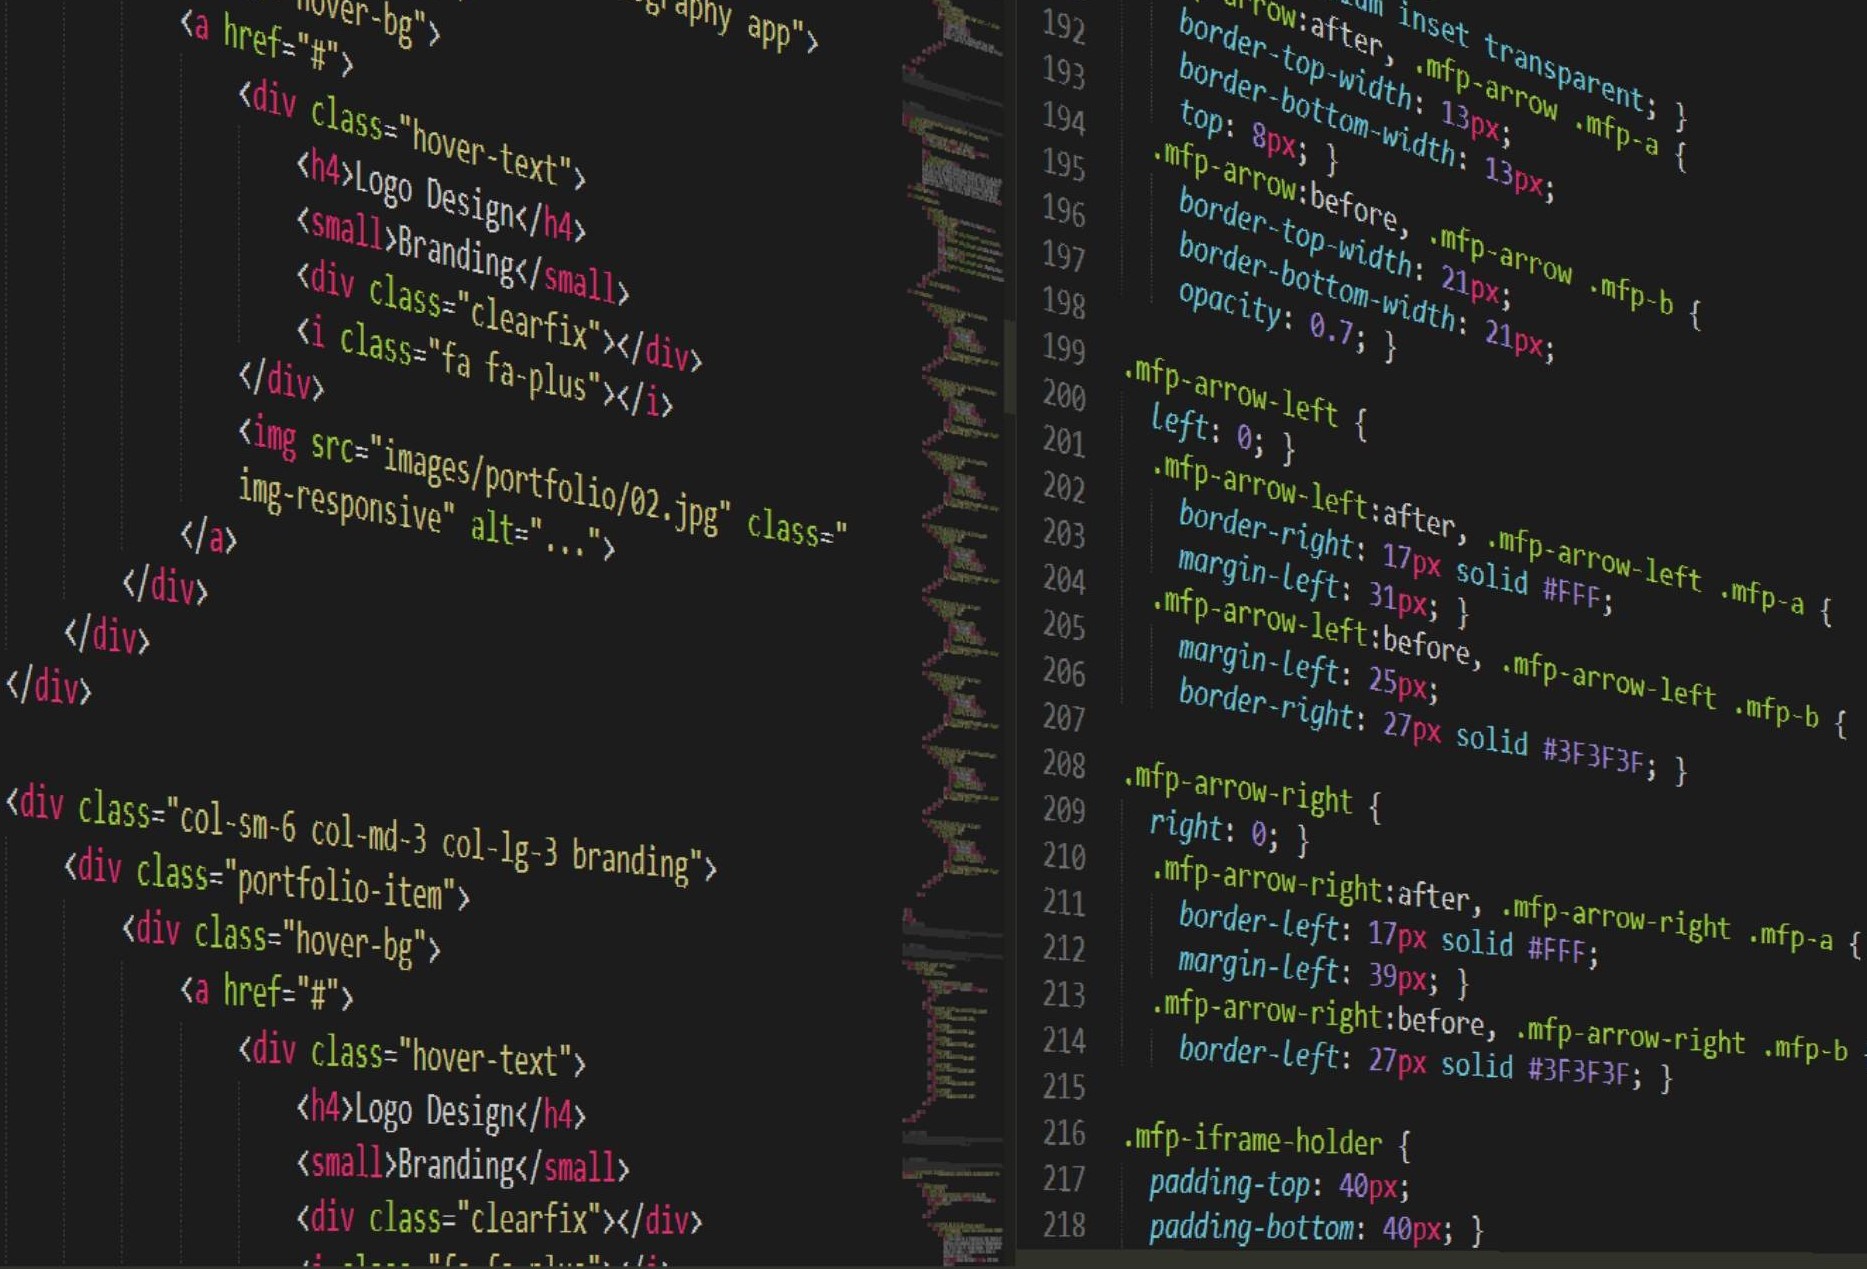 hover-bg">
graphy app">
<a href="#">
<div class="hover-text">
<h4>Logo Design</h4>
<small>Branding</small>
<div class="clearfix"></div>
<i class="fa fa-plus"></i>
</div>
<img src="images/portfolio/02.jpg" class="
img-responsive" alt="...">
</a>
</div>
</div>
</div>
<div class="col-sm-6 col-md-3 col-lg-3 branding">
<div class="portfolio-item">
<div class="hover-bg">
<a href="#">
<div class="hover-text">
<h4>Logo Design</h4>
<small>Branding</small>
<div class="clearfix"></div>
<i class="fa fa-plus"></i>
inset transparent; }
192 arrow:after, .mfp-arrow .mfp-a {
193 border-top-width: 13px;
194 border-bottom-width: 13px;
195 top: 8px; }
196 .mfp-arrow:before, .mfp-arrow .mfp-b {
197 border-top-width: 21px;
198 border-bottom-width: 21px;
199 opacity: 0.7; }
200
201 .mfp-arrow-left {
202 left: 0; }
203 .mfp-arrow-left:after, .mfp-arrow-left .mfp-a {
204 border-right: 17px solid #FFF;
205 margin-left: 31px; }
206 .mfp-arrow-left:before, .mfp-arrow-left .mfp-b {
207 margin-left: 25px;
208 border-right: 27px solid #3F3F3F; }
209 .mfp-arrow-right {
210 right: 0; }
211 .mfp-arrow-right:after, .mfp-arrow-right .mfp-a {
212 border-left: 17px solid #FFF;
213 margin-left: 39px; }
214 .mfp-arrow-right:before, .mfp-arrow-right .mfp-b
215 border-left: 27px solid #3F3F3F; }
216 .mfp-iframe-holder {
217 padding-top: 40px;
218 padding-bottom: 40px; }